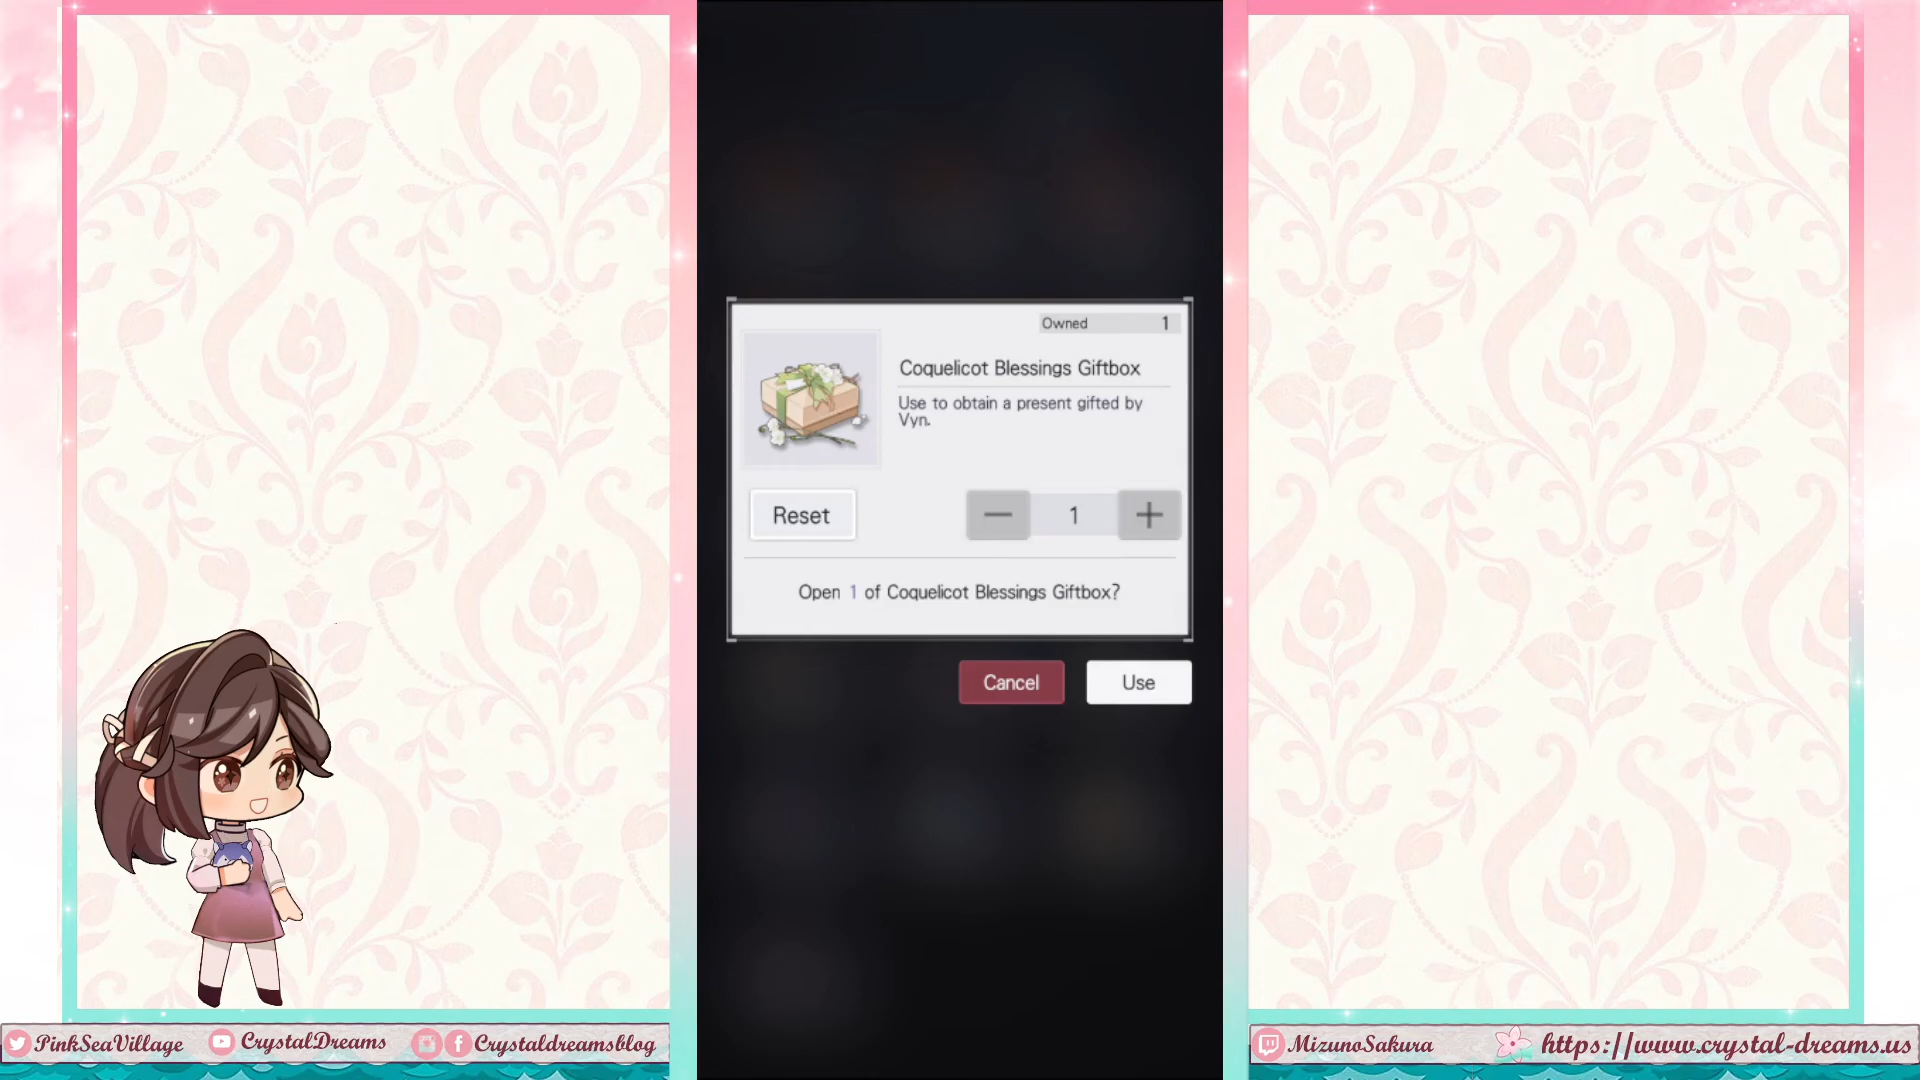 Owned 1
Coquelicot Blessings Giftbox
Use to obtain a present gifted by
Vyn.
Reset
1
Open 1 of Coquelicot Blessings Giftbox?
Cancel
Use
PinkSeaVillage
CrystalDreams
Crystaldreamsblog
MizunoSakura
https://www.crystal-dreams.us